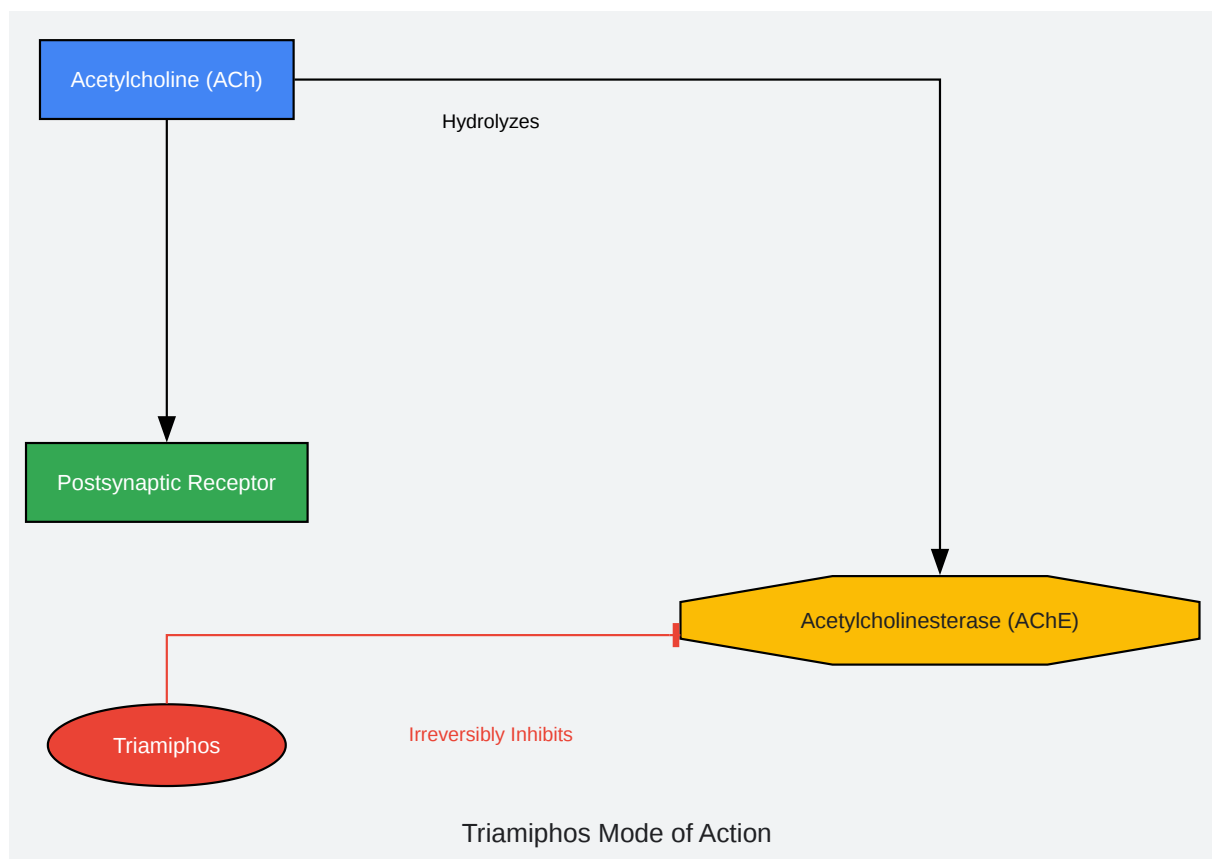 Acetylcholine (ACh)
Hydrolyzes
Postsynaptic Receptor
Acetylcholinesterase (AChE)
Irreversibly Inhibits
Triamiphos
Triamiphos Mode of Action